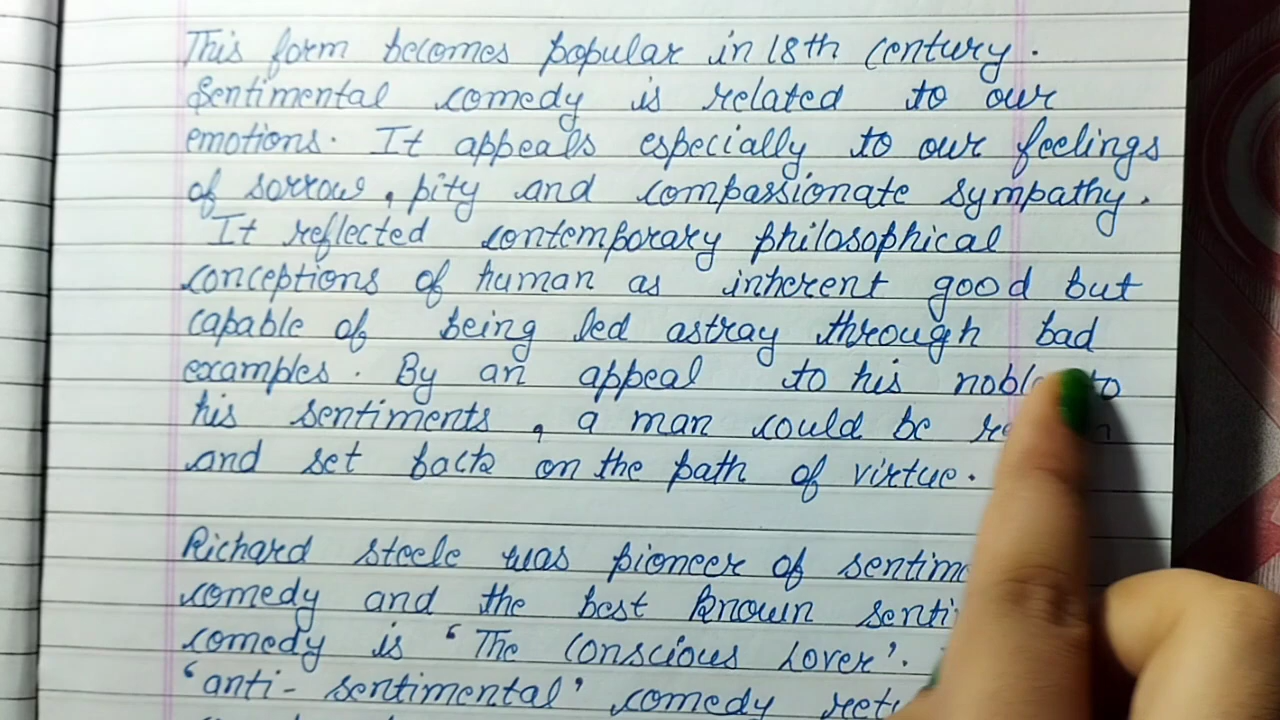 This form becomes popular in 18th century.
Sentimental comedy is related to our
emotions. It appeals especially to our feelings
of sorrow, pity and compassionate sympathy.
It reflected contemporary philosophical
conceptions of human as inherent good but
capable of being led astray through bad
examples. By an appeal to his noble to
his sentiments, a man could be
and set back on the path of virtue.
Richard steele was pioneer of
comedy and the best known
comedy is 'The Conscious Lover'.
'anti-sentimental' comedy